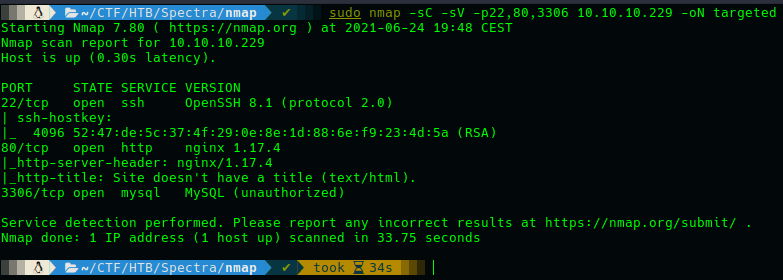 ~/CTF/HTB/Spectra/nmap ✔ sudo nmap -sC -sV -p22,80,3306 10.10.10.229 -oN targeted
Starting Nmap 7.80 ( https://nmap.org ) at 2021-06-24 19:48 CEST
Nmap scan report for 10.10.10.229
Host is up (0.30s latency).
PORT     STATE SERVICE VERSION
22/tcp   open  ssh     OpenSSH 8.1 (protocol 2.0)
| ssh-hostkey:
|_  4096 52:47:de:5c:37:4f:29:0e:8e:1d:88:6e:f9:23:4d:5a (RSA)
80/tcp   open  http    nginx 1.17.4
|_http-server-header: nginx/1.17.4
|_http-title: Site doesn't have a title (text/html).
3306/tcp open  mysql   MySQL (unauthorized)
Service detection performed. Please report any incorrect results at https://nmap.org/submit/ .
Nmap done: 1 IP address (1 host up) scanned in 33.75 seconds
~/CTF/HTB/Spectra/nmap ✔ took 34s